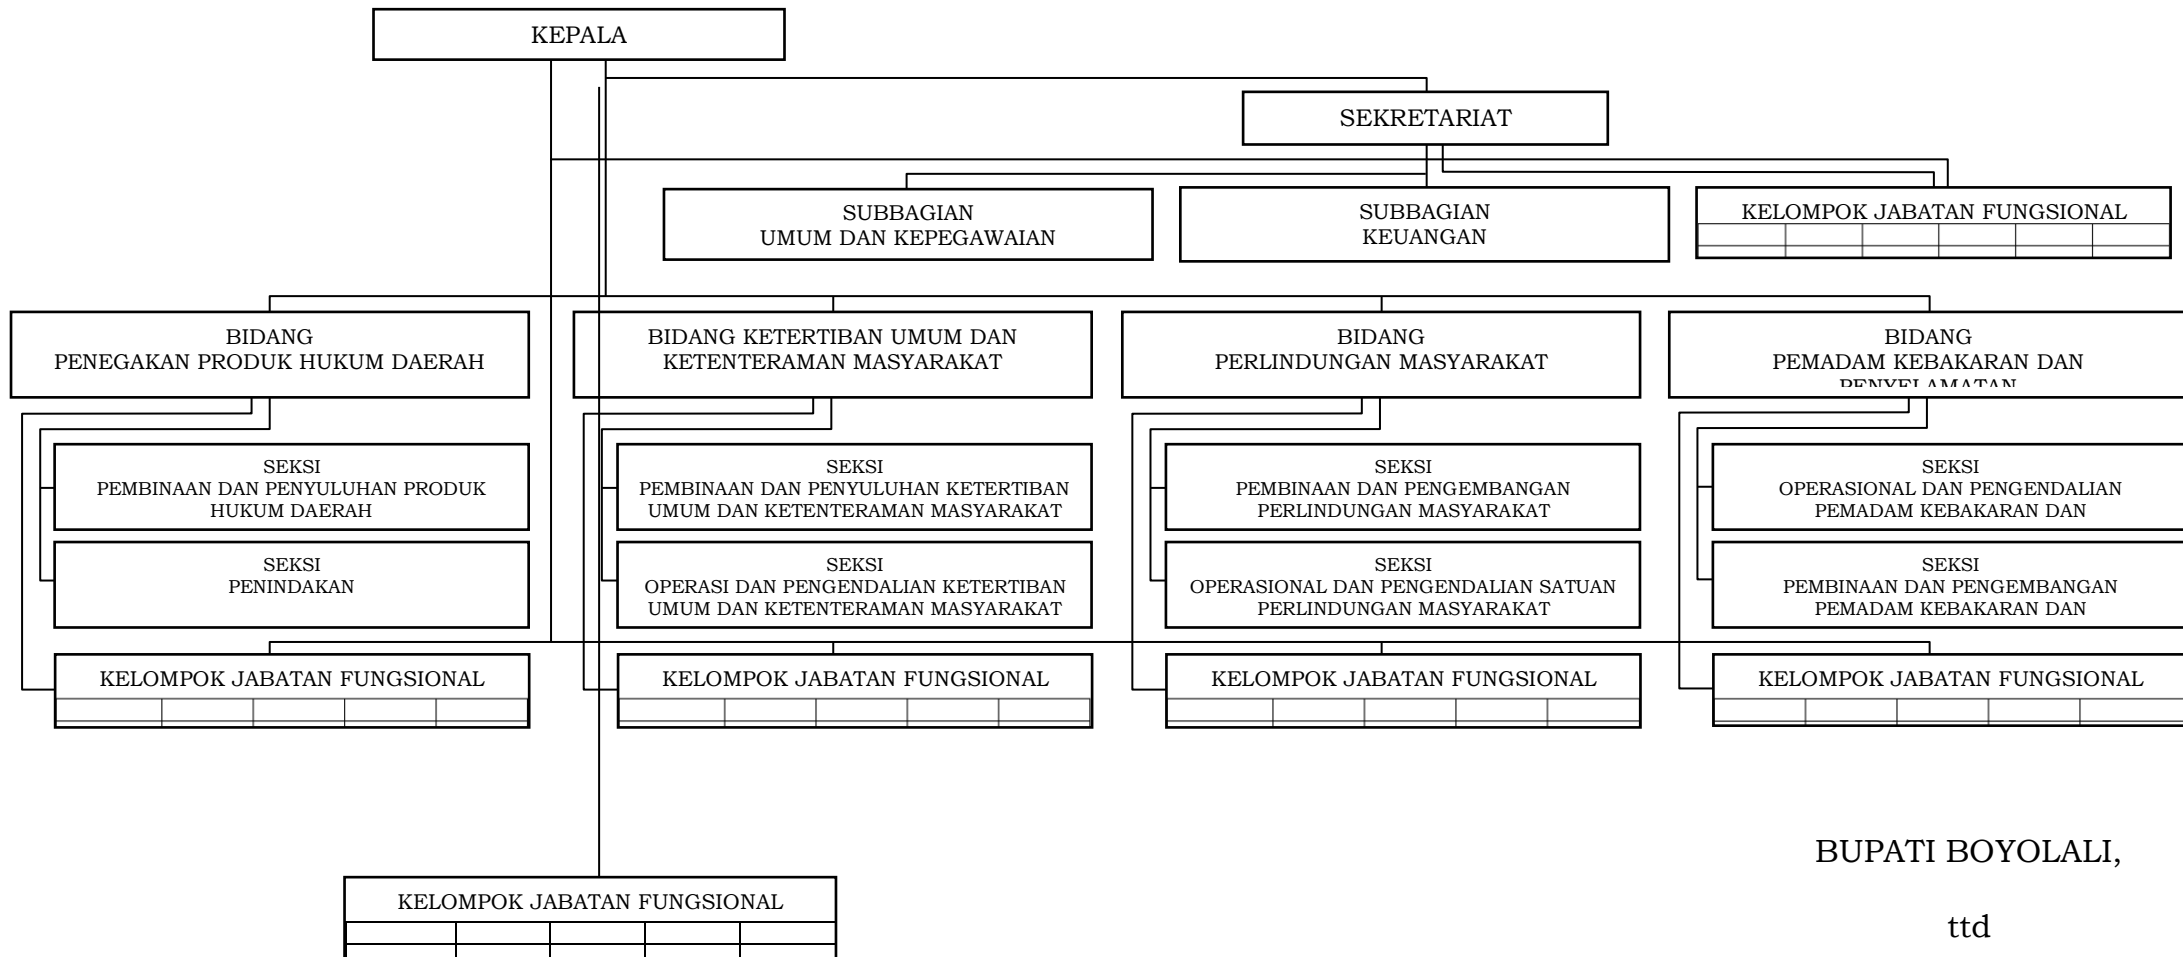 KEPALA
SEKRETARIAT
SUBBAGIAN
UMUM DAN KEPEGAWAIAN
SUBBAGIAN
KEUANGAN
KELOMPOK JABATAN FUNGSIONAL
BIDANG
PENEGAKAN PRODUK HUKUM DAERAH
BIDANG KETERTIBAN UMUM DAN
KETENTERAMAN MASYARAKAT
BIDANG
PERLINDUNGAN MASYARAKAT
BIDANG
PEMADAM KEBAKARAN DAN
PENYELAMATAN
SEKSI
PEMBINAAN DAN PENYULUHAN PRODUK
HUKUM DAERAH
SEKSI
PEMBINAAN DAN PENYULUHAN KETERTIBAN
UMUM DAN KETENTERAMAN MASYARAKAT
SEKSI
PEMBINAAN DAN PENGEMBANGAN
PERLINDUNGAN MASYARAKAT
SEKSI
OPERASIONAL DAN PENGENDALIAN
PEMADAM KEBAKARAN DAN
SEKSI
PENINDAKAN
SEKSI
OPERASI DAN PENGENDALIAN KETERTIBAN
UMUM DAN KETENTERAMAN MASYARAKAT
SEKSI
OPERASIONAL DAN PENGENDALIAN SATUAN
PERLINDUNGAN MASYARAKAT
SEKSI
PEMBINAAN DAN PENGEMBANGAN
PEMADAM KEBAKARAN DAN
KELOMPOK JABATAN FUNGSIONAL
KELOMPOK JABATAN FUNGSIONAL
KELOMPOK JABATAN FUNGSIONAL
KELOMPOK JABATAN FUNGSIONAL
KELOMPOK JABATAN FUNGSIONAL
BUPATI BOYOLALI,
ttd